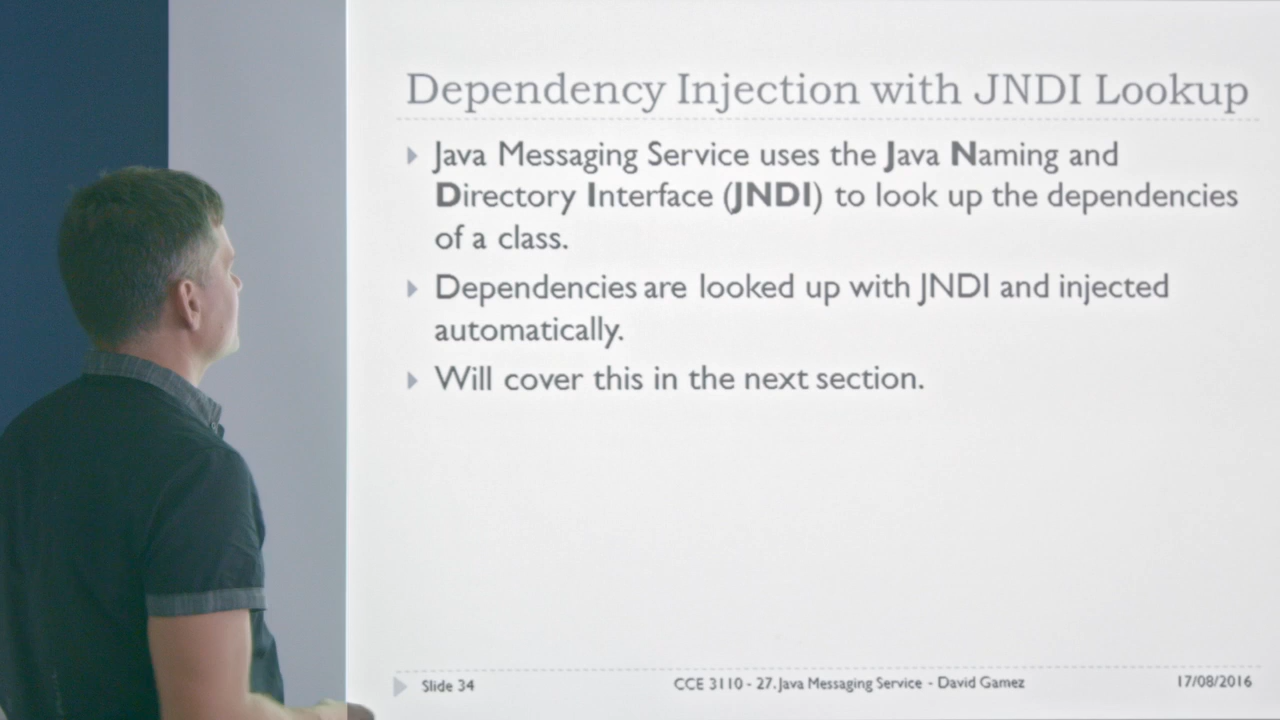 Dependency Injection with JNDI Lookup
Java Messaging Service uses the Java Naming and
Directory Interface (JNDI) to look up the dependencies
of a class.
Dependencies are looked up with JNDI and injected
automatically.
Will cover this in the next section.
Slide 34
CCE 3110 - 27. Java Messaging Service - David Gamez
17/08/2016